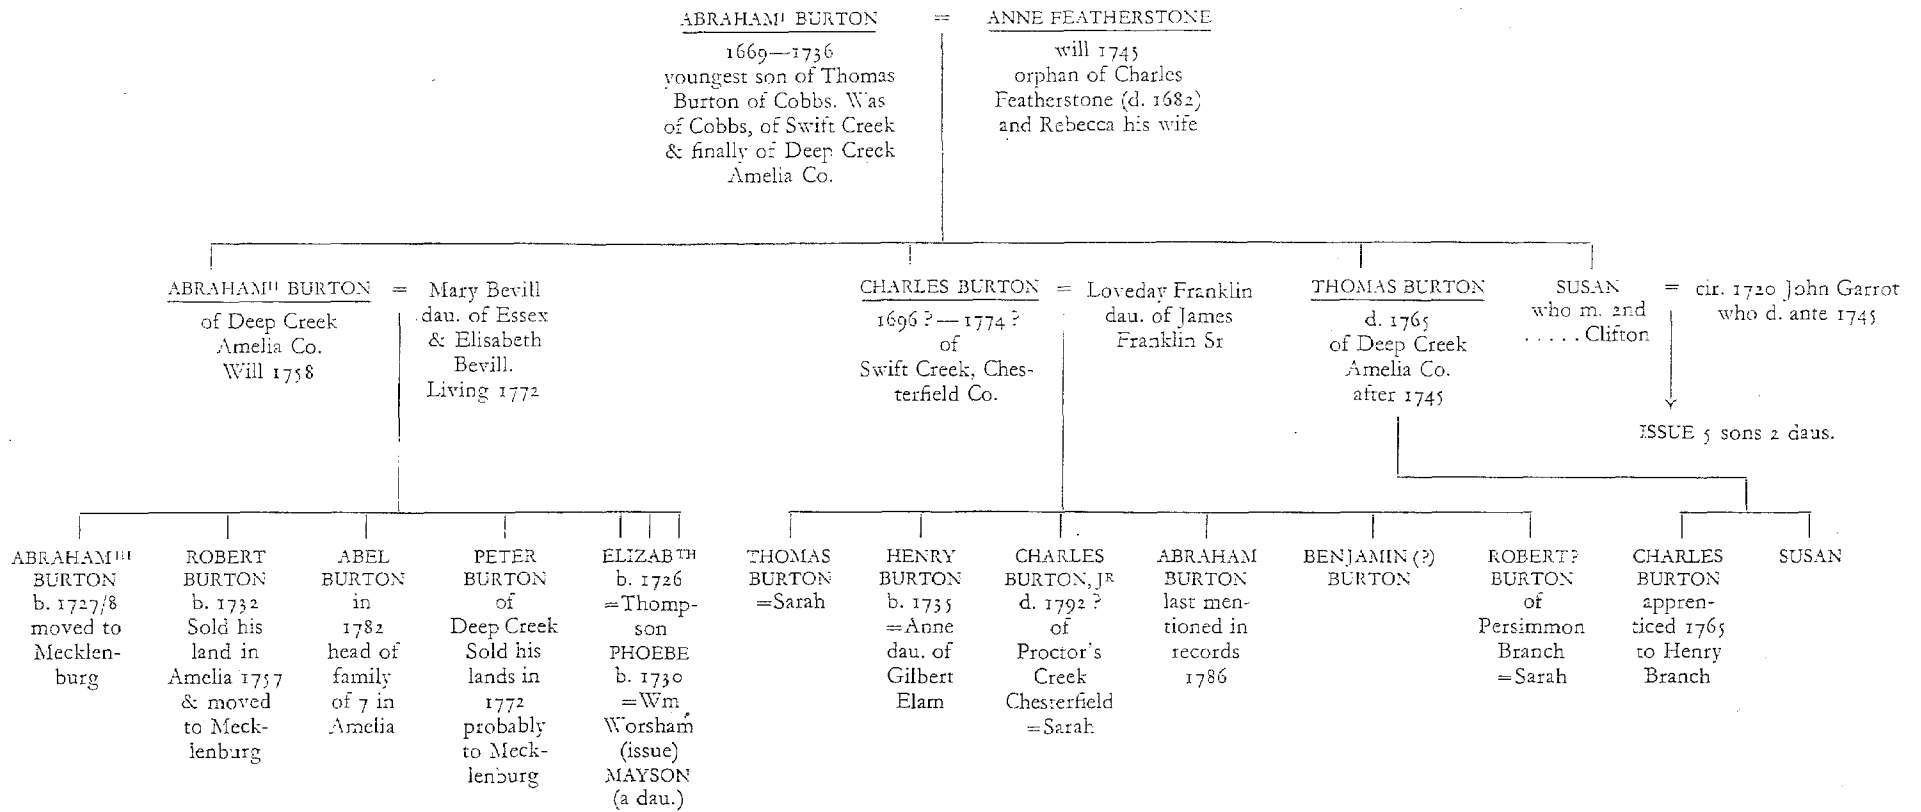 ABRAHAMᴵ BURTON
1669—1736
youngest son of Thomas
Burton of Cobbs. Was
of Cobbs, of Swift Creek
& finally of Deep Creek
Amelia Co.
=
ANNE FEATHERSTONE
will 1745
orphan of Charles
Featherstone (d. 1682)
and Rebecca his wife
ABRAHAMᴵᴵ BURTON
of Deep Creek
Amelia Co.
Will 1758
=
Mary Bevill
dau. of Essex
& Elisabeth
Bevill.
Living 1772
CHARLES BURTON
1696?—1774?
of
Swift Creek, Ches-
terfield Co.
=
Loveday Franklin
dau. of James
Franklin Sr
THOMAS BURTON
d. 1765
of Deep Creek
Amelia Co.
after 1745
SUSAN
who m. 2nd
.....Clifton
=
cir. 1720 John Garrot
who d. ante 1745
ISSUE 5 sons 2 daus.
ABRAHAMᴵᴵᴵ
BURTON
b. 1727/8
moved to
Mecklen-
burg
ROBERT
BURTON
b. 1732
Sold his
land in
Amelia 1757
& moved
to Meck-
lenburg
ABEL
BURTON
in
1782
head of
family
of 7 in
Amelia
PETER
BURTON
of
Deep Creek
Sold his
lands in
1772
probably
to Meck-
lenburg
ELIZABᵀᴴ
b. 1726
=Thomp-
son
PHOEBE
b. 1730
=Wm.
Worsham
(issue)
MAYSON
(a dau.)
THOMAS
BURTON
=Sarah
HENRY
BURTON
b. 1735
=Anne
dau. of
Gilbert
Elam
CHARLES
BURTON, Jᴿ
d. 1792?
of
Proctor's
Creek
Chesterfield
=Sarah
ABRAHAM
BURTON
last men-
tioned in
records
1786
BENJAMIN (?)
BURTON
ROBERT?
BURTON
of
Persimmon
Branch
=Sarah
CHARLES
BURTON
appren-
ticed 1765
to Henry
Branch
SUSAN